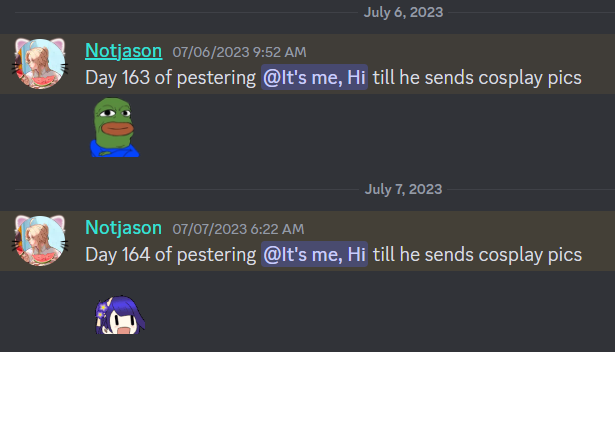 July 6, 2023
Notjason 07/06/2023 9:52 AM
Day 163 of pestering @It's me, Hi till he sends cosplay pics
July 7, 2023
Notjason 07/07/2023 6:22 AM
Day 164 of pestering @It's me, Hi till he sends cosplay pics